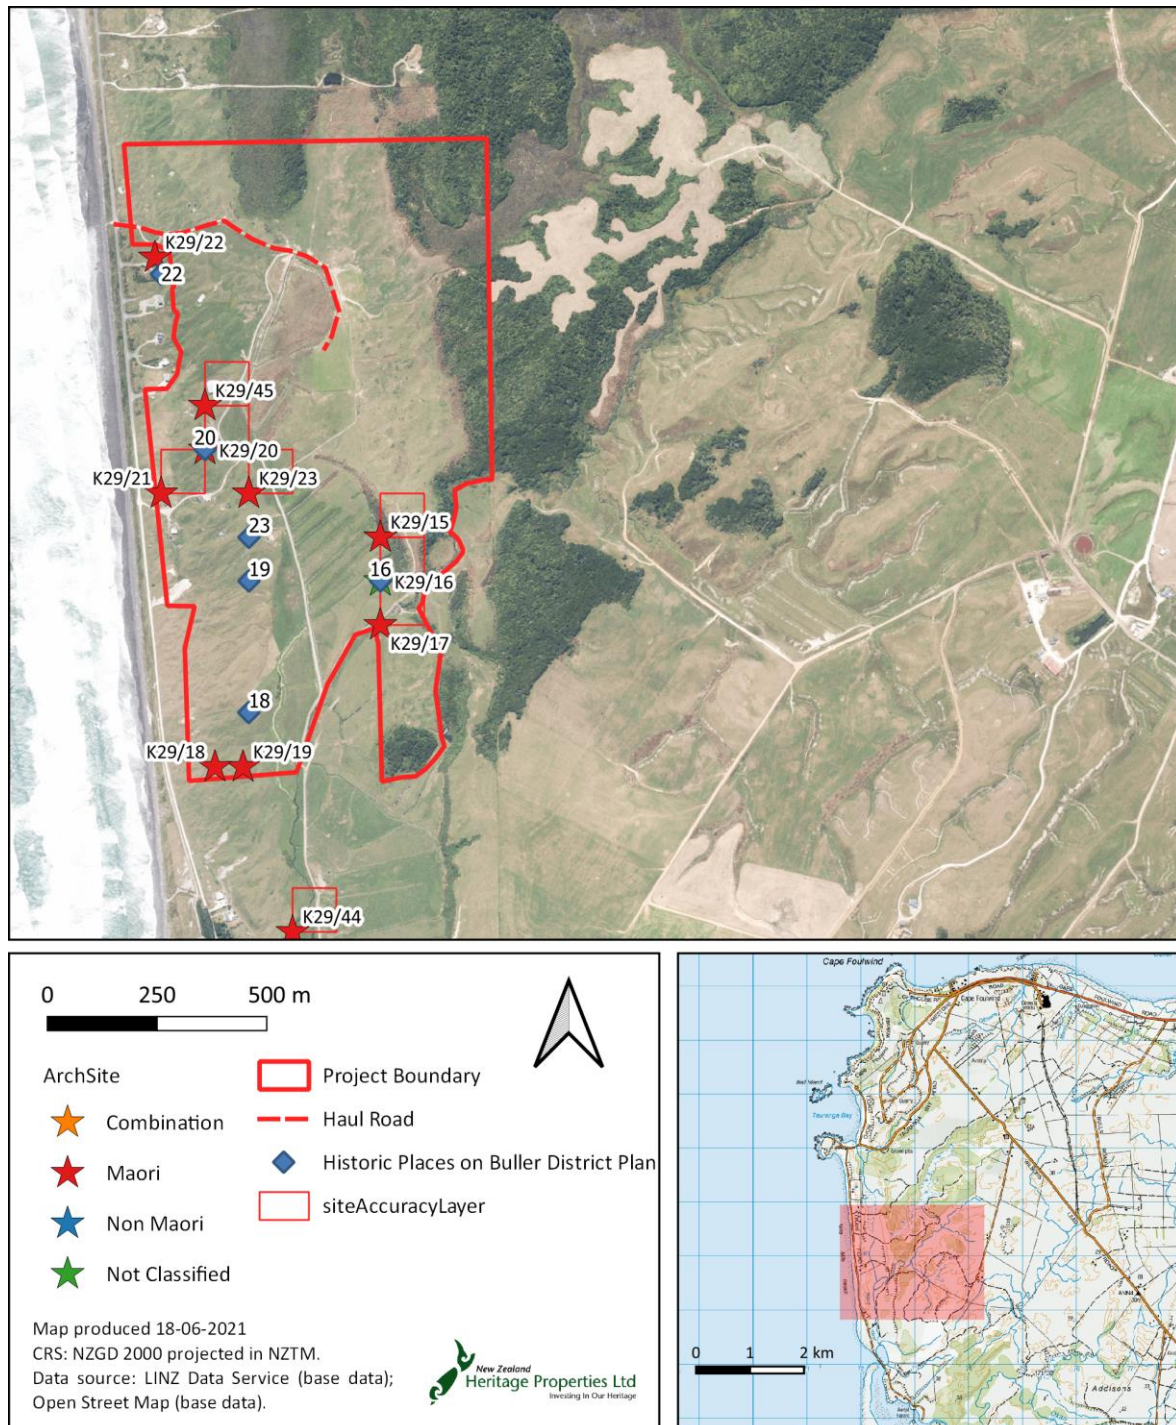 K29/22
22
K29/45
20
K29/20
K29/21
K29/23
23
K29/15
19
16
K29/16
K29/17
18
K29/18
K29/19
K29/44
0 250 500 m
ArchSite
Combination
Maori
Non Maori
Not Classified
Project Boundary
Haul Road
Historic Places on Buller District Plan
siteAccuracyLayer
Map produced 18-06-2021
CRS: NZGD 2000 projected in NZTM.
Data source: LINZ Data Service (base data);
Open Street Map (base data).
New Zealand
Heritage Properties Ltd
Investing In Our Heritage
Cape Foulwind
Cape Foulwind
Tauranga Bay
0 1 2 km
Addisons